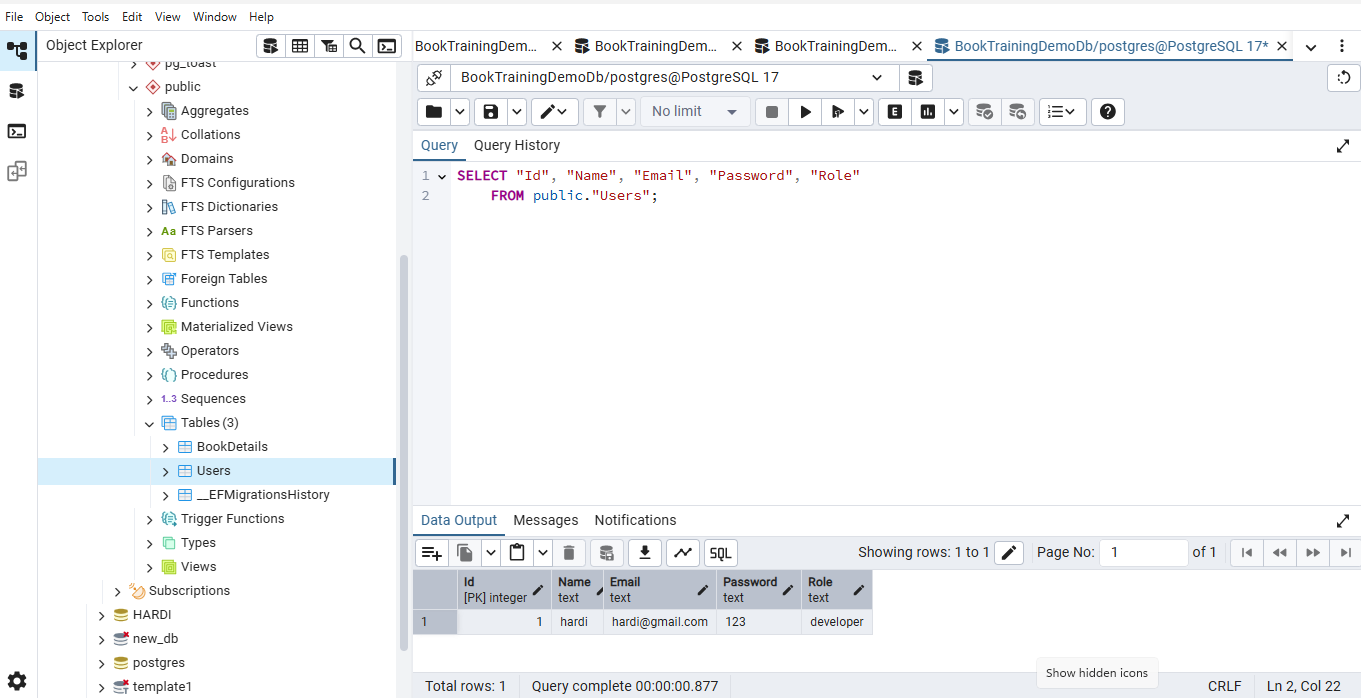 File Object Tools Edit View Window Help
Object Explorer
BookTrainingDem... BookTrainingDem... BookTrainingDem... BookTrainingDemoDb/postgres@PostgreSQL 17*
BookTrainingDemoDb/postgres@PostgreSQL 17
No limit
E
Query Query History
1 SELECT "Id", "Name", "Email", "Password", "Role"
2 FROM public."Users";
pg_toast
public
Aggregates
Collations
Domains
FTS Configurations
FTS Dictionaries
Aa FTS Parsers
FTS Templates
Foreign Tables
Functions
Materialized Views
Operators
Procedures
1..3 Sequences
Tables (3)
BookDetails
Users
__EFMigrationsHistory
Trigger Functions
Types
Views
Subscriptions
HARDI
new_db
postgres
template1
Data Output Messages Notifications
SQL Showing rows: 1 to 1 Page No: 1 of 1
Id Name Email Password Role
[PK] integer text text text text
1 1 hardi hardi@gmail.com 123 developer
Show hidden icons
Total rows: 1 Query complete 00:00:00.877 CRLF Ln 2, Col 22